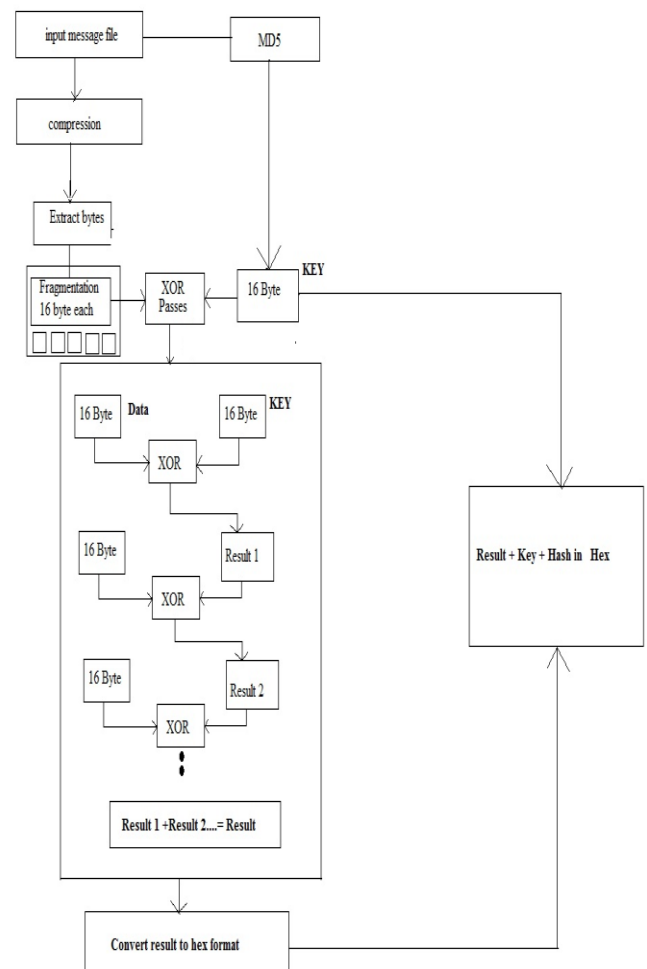 input message file
MD5
compression
Extract bytes
Fragmentation
16 byte each
XOR
Passes
16 Byte
KEY
16 Byte
Data
16 Byte
KEY
XOR
16 Byte
Result 1
XOR
16 Byte
Result 2
XOR
Result 1 +Result 2....= Result
Convert result to hex format
Result + Key + Hash in Hex